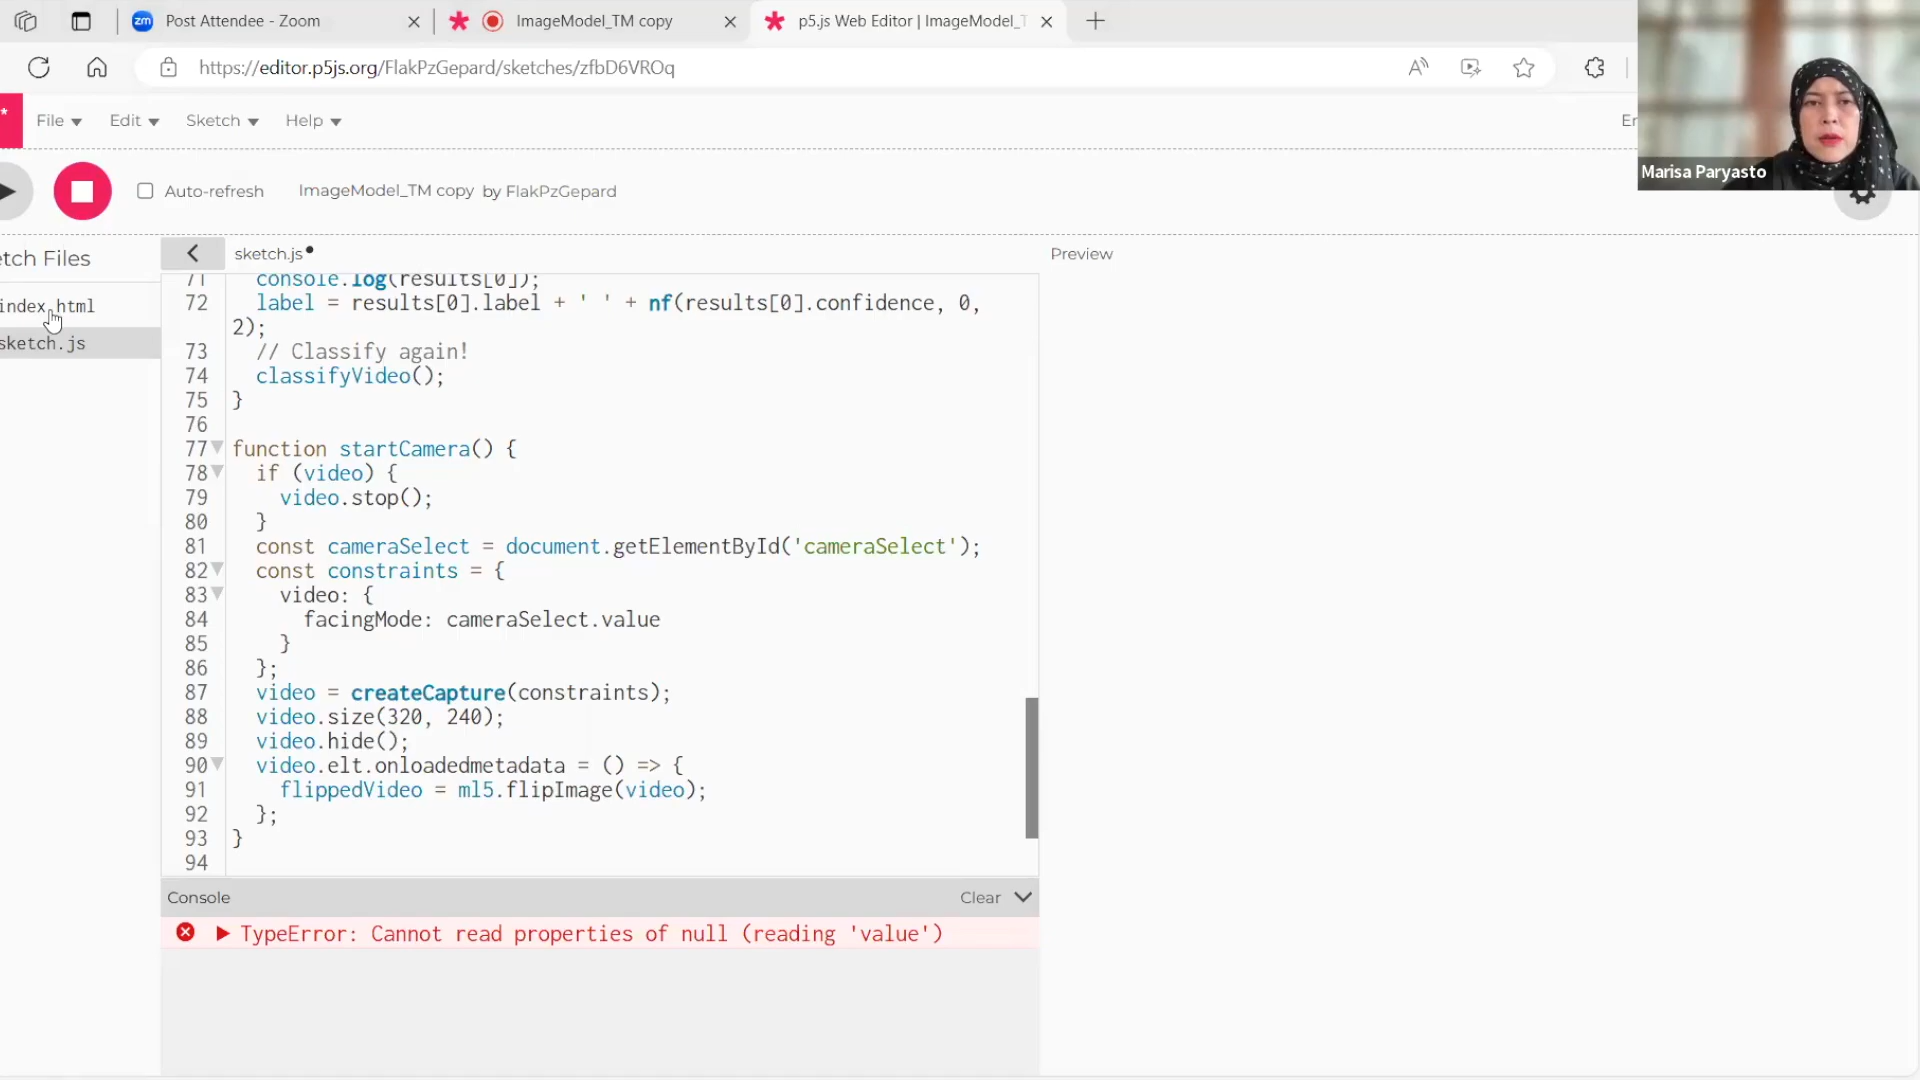 zm Post Attendee - Zoom
ImageModel_TM copy
p5.js Web Editor | ImageModel_T
https://editor.p5js.org/FlakPzGepard/sketches/zfbD6VROq
* File Edit Sketch Help
En
Marisa Paryasto
Auto-refresh ImageModel_TM copy by FlakPzGepard
etch Files
sketch.js
Preview
index.html
sketch.js
71 console.log(results[0]);
72 label = results[0].label + ' ' + nf(results[0].confidence, 0,
2);
73 // Classify again!
74 classifyVideo();
75 }
76
77 function startCamera() {
78 if (video) {
79 video.stop();
80 }
81 const cameraSelect = document.getElementById('cameraSelect');
82 const constraints = {
83 video: {
84 facingMode: cameraSelect.value
85 }
86 };
87 video = createCapture(constraints);
88 video.size(320, 240);
89 video.hide();
90 video.elt.onloadedmetadata = () => {
91 flippedVideo = ml5.flipImage(video);
92 };
93 }
94
Console Clear
TypeError: Cannot read properties of null (reading 'value')